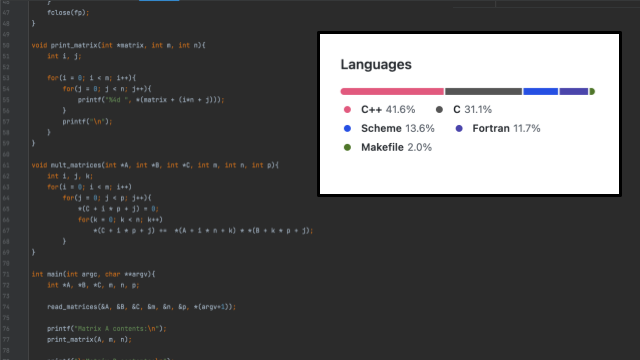 46 }
47 fclose(fp);
48 }
49
50 void print_matrix(int *matrix, int m, int n){
51 int i, j;
52
53 for(i = 0; i < m; i++){
54 for(j = 0; j < n; j++){
55 printf("%4d ", *(matrix + (i*n + j)));
56 }
57 printf("\n");
58 }
59 }
60
61 void mult_matrices(int *A, int *B, int *C, int m, int n, int p){
62 int i, j, k;
63 for(i = 0; i < m; i++)
64 for(j = 0; j < p; j++){
65 *(C + i * p + j) = 0;
66 for(k = 0; k < n; k++)
67 *(C + i * p + j) += *(A + i * n + k) * *(B + k * p + j);
68 }
69 }
70
71 int main(int argc, char **argv){
72 int *A, *B, *C, m, n, p;
73
74 read_matrices(&A, &B, &C, &m, &n, &p, *(argv+1));
75
76 printf("Matrix A contents:\n");
77 print_matrix(A, m, n);
78
Languages
C++ 41.6% C 31.1%
Scheme 13.6% Fortran 11.7%
Makefile 2.0%